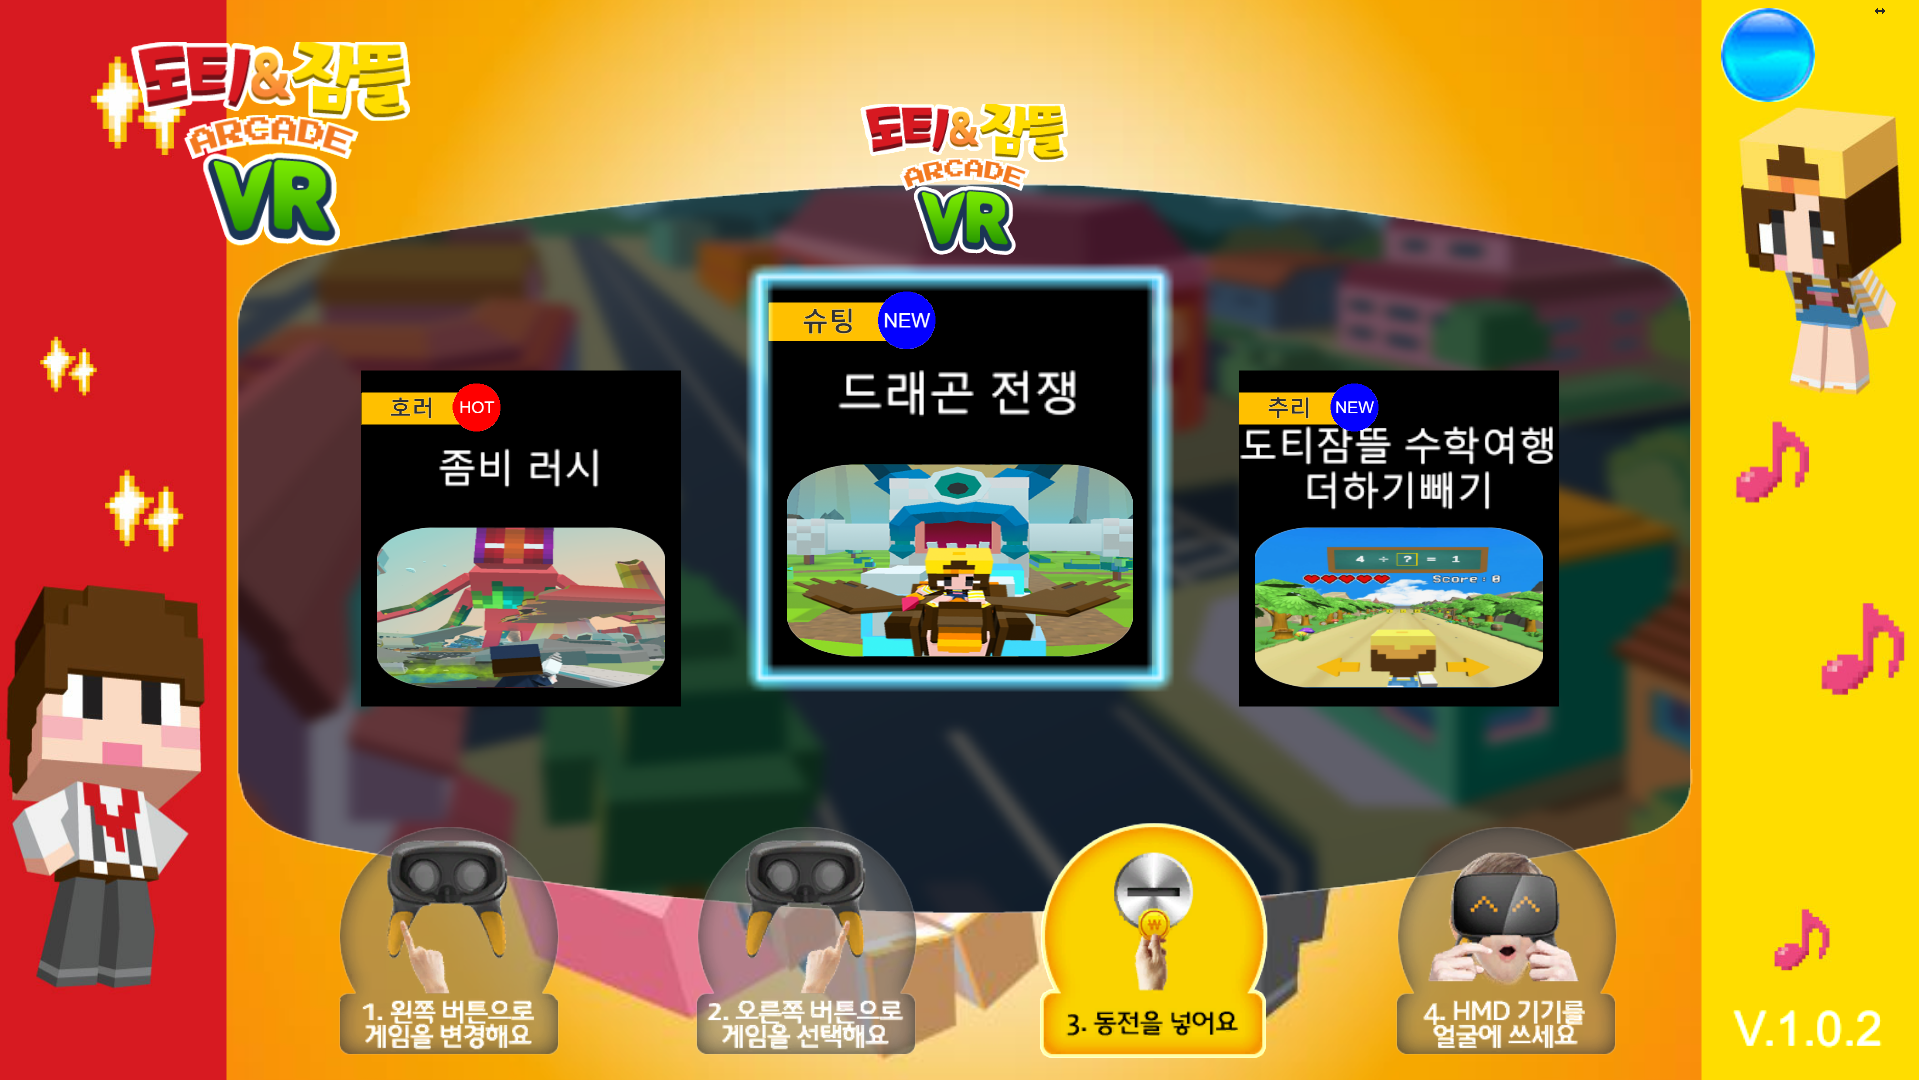 도티&잠뜰
ARCADE
VR
도티&잠뜰
ARCADE
VR
호러 HOT
좀비 러시
슈팅 NEW
드래곤 전쟁
추리 NEW
도티잠뜰 수학여행
더하기빼기
4 ÷ ? = 1
Score : 0
1. 왼쪽 버튼으로
게임을 변경해요
2. 오른쪽 버튼으로
게임을 선택해요
₩
3. 동전을 넣어요
4. HMD 기기를
얼굴에 쓰세요
V.1.0.2